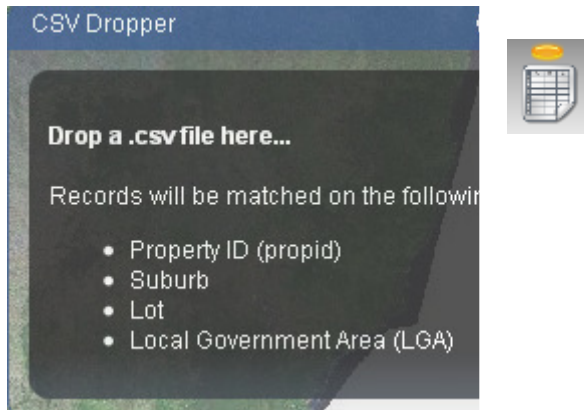 CSV Dropper
Drop a .csv file here...
Records will be matched on the
Property ID (propid)
Suburb
Lot
Local Government Area (LGA)